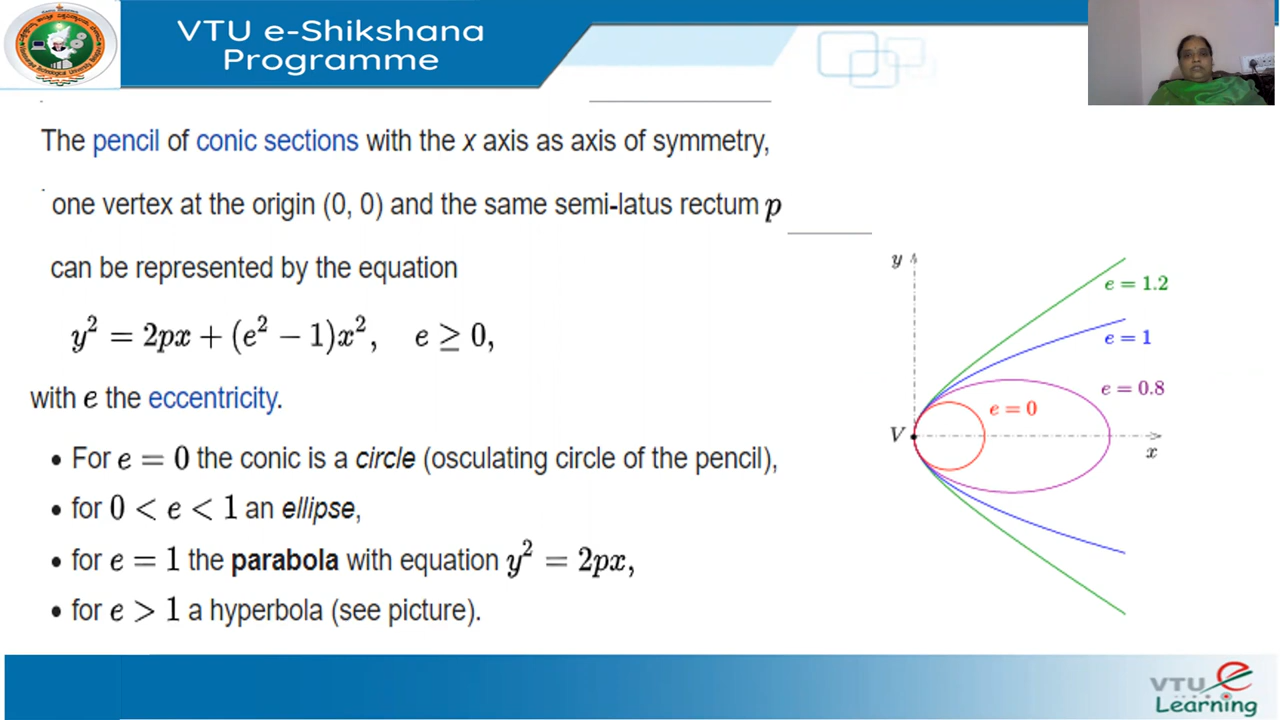 VTU e-Shikshana
Programme
The pencil of conic sections with the x axis as axis of symmetry,
one vertex at the origin (0, 0) and the same semi-latus rectum p
can be represented by the equation
y² = 2px + (e² − 1)x², e ≥ 0,
with e the eccentricity.
• For e = 0 the conic is a circle (osculating circle of the pencil),
• for 0 < e < 1 an ellipse,
• for e = 1 the parabola with equation y² = 2px,
• for e > 1 a hyperbola (see picture).
y
e = 1.2
e = 1
e = 0.8
e = 0
V
x
VTU e
Learning